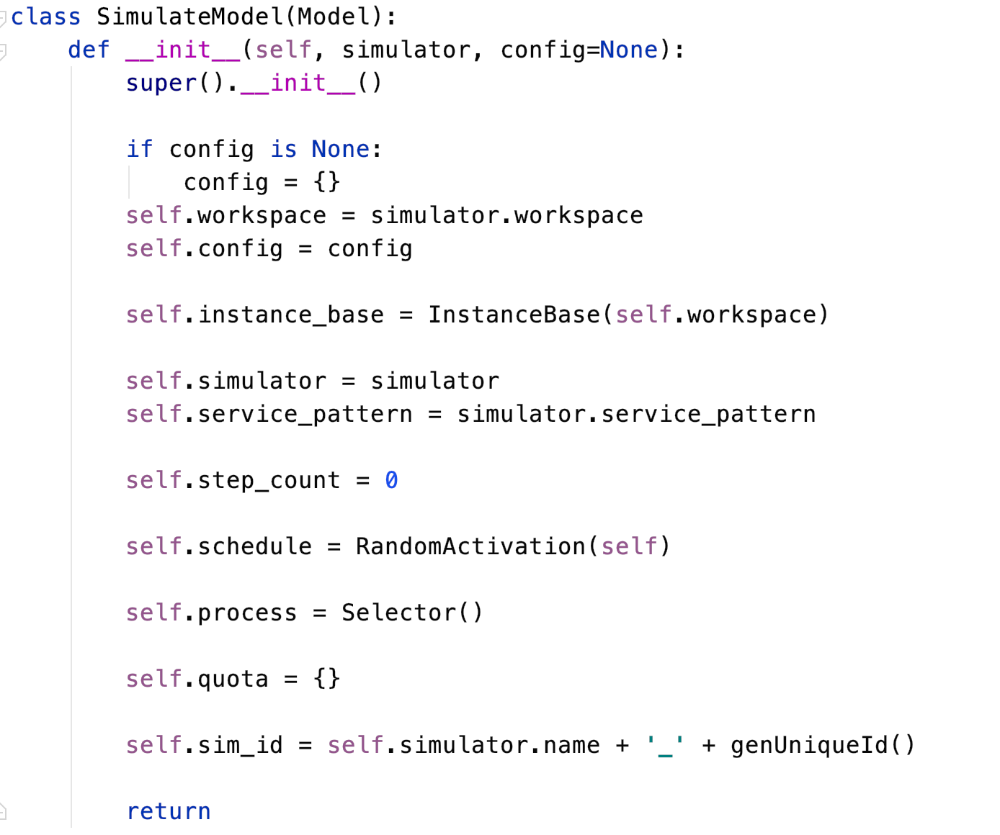 class SimulateModel(Model):
    def __init__(self, simulator, config=None):
        super().__init__()

        if config is None:
            config = {}
        self.workspace = simulator.workspace
        self.config = config

        self.instance_base = InstanceBase(self.workspace)

        self.simulator = simulator
        self.service_pattern = simulator.service_pattern

        self.step_count = 0

        self.schedule = RandomActivation(self)

        self.process = Selector()

        self.quota = {}

        self.sim_id = self.simulator.name + '_' + genUniqueId()

        return